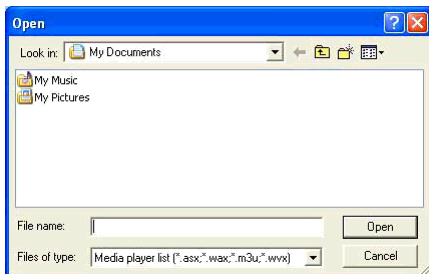 Open
Look in: My Documents
My Music
My Pictures
File name: Open
Files of type: Media player list (*.asx;*.wax;*.m3u;*.wvx) Cancel